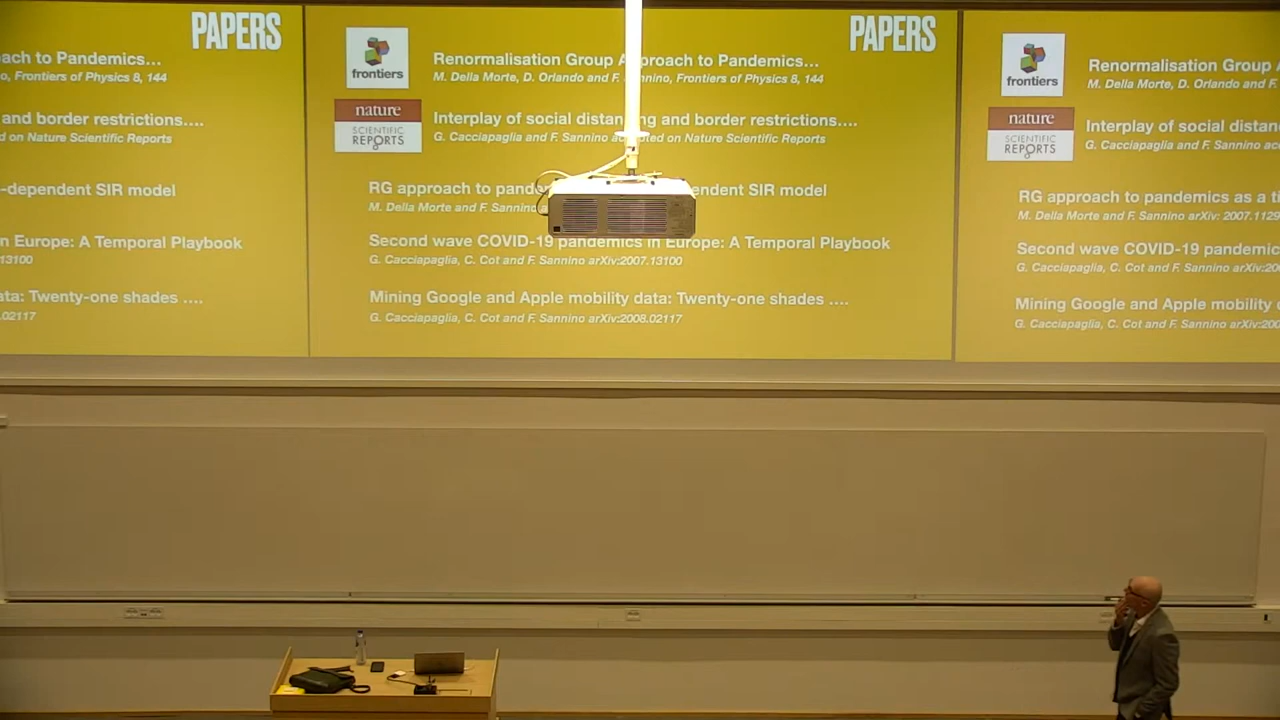 PAPERS
ach to Pandemics...
o, Frontiers of Physics 8, 144
and border restrictions....
d on Nature Scientific Reports
-dependent SIR model
n Europe: A Temporal Playbook
13100
ata: Twenty-one shades ....
.02117
PAPERS
frontiers
Renormalisation Group A proach to Pandemics...
M. Della Morte, D. Orlando and F. nnino, Frontiers of Physics 8, 144
nature
SCIENTIFIC
REPORTS
Interplay of social distan ng and border restrictions....
G. Cacciapaglia and F. Sannino ac ted on Nature Scientific Reports
RG approach to pande endent SIR model
M. Della Morte and F. Sannino a
Second wave COVID-19 pandemics in Europe: A Temporal Playbook
G. Cacciapaglia, C. Cot and F. Sannino arXiv:2007.13100
Mining Google and Apple mobility data: Twenty-one shades ....
G. Cacciapaglia, C. Cot and F. Sannino arXiv:2008.02117
frontiers
Renormalisation Group A
M. Della Morte, D. Orlando and F.
nature
SCIENTIFIC
REPORTS
Interplay of social distan
G. Cacciapaglia and F. Sannino acc
RG approach to pandemics as a ti
M. Della Morte and F. Sannino arXiv: 2007.1129
Second wave COVID-19 pandemic
G. Cacciapaglia, C. Cot and F. Sannino arXiv:20
Mining Google and Apple mobility
G. Cacciapaglia, C. Cot and F. Sannino arXiv:200